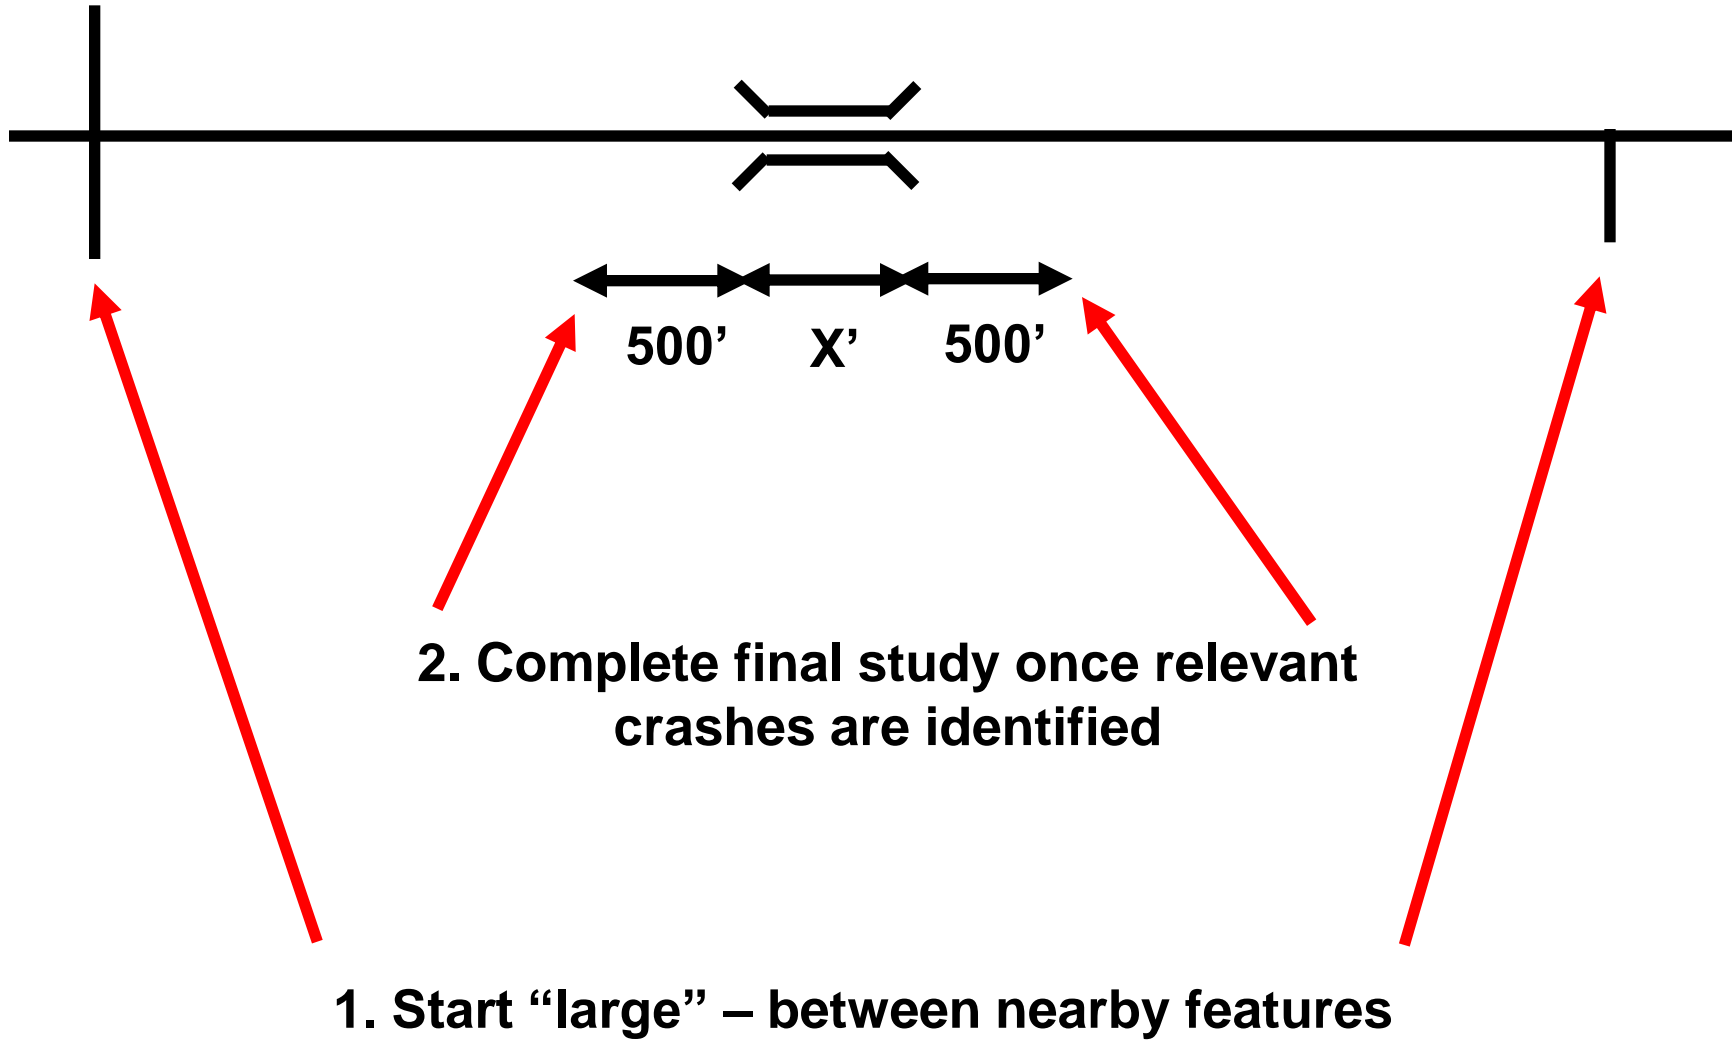 500’ X’ 500’
2. Complete final study once relevant
crashes are identified
1. Start “large” – between nearby features